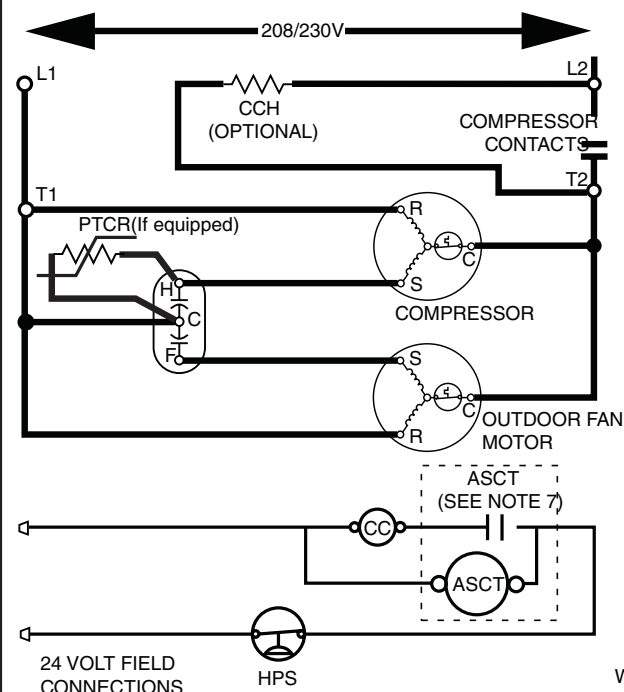 208/230V
L1
L2
CCH
(OPTIONAL)
COMPRESSOR
CONTACTS
T1
T2
PTCR(If equipped)
R
H
S
C
C
COMPRESSOR
F
S
C
R
OUTDOOR FAN
MOTOR
ASCT
(SEE NOTE 7)
CC
ASCT
24 VOLT FIELD
CONNECTIONS
HPS
W